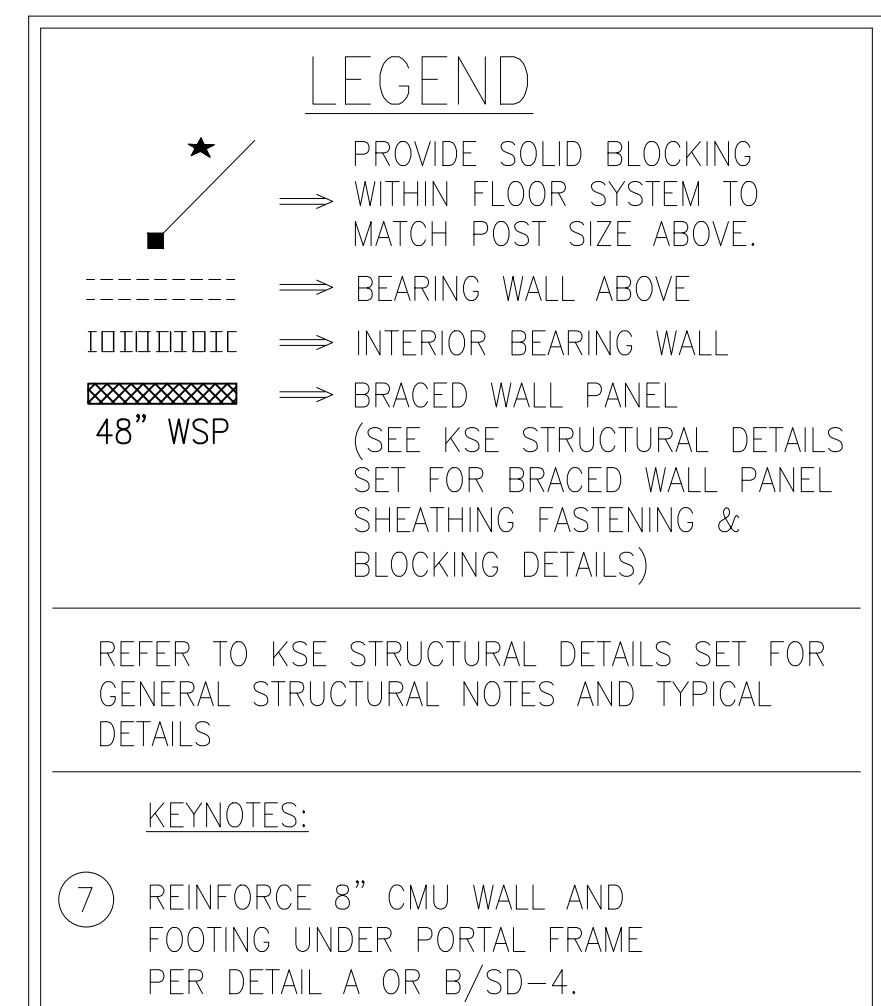 LEGEND
PROVIDE SOLID BLOCKING
WITHIN FLOOR SYSTEM TO
MATCH POST SIZE ABOVE.
BEARING WALL ABOVE
INTERIOR BEARING WALL
BRACED WALL PANEL
48" WSP
(SEE KSE STRUCTURAL DETAILS
SET FOR BRACED WALL PANEL
SHEATHING FASTENING &
BLOCKING DETAILS)
REFER TO KSE STRUCTURAL DETAILS SET FOR
GENERAL STRUCTURAL NOTES AND TYPICAL
DETAILS
KEYNOTES:
7 REINFORCE 8" CMU WALL AND
FOOTING UNDER PORTAL FRAME
PER DETAIL A OR B/SD-4.